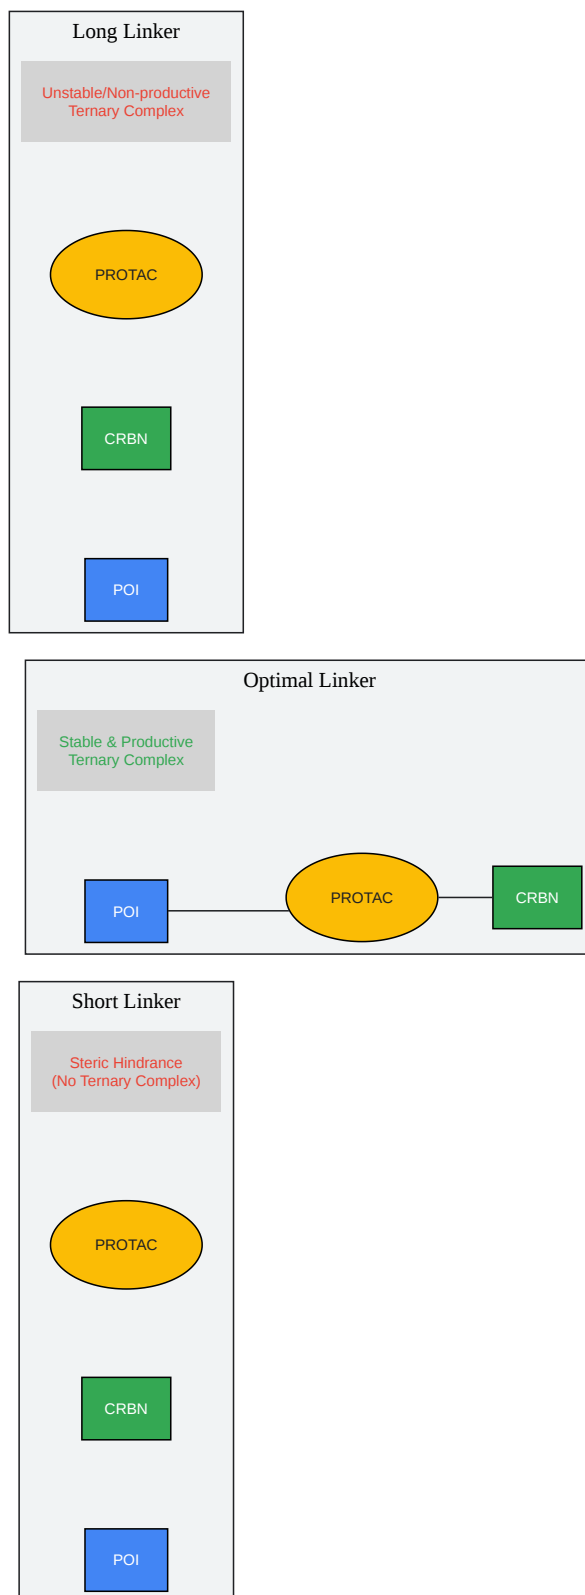 Long Linker
Unstable/Non-productive
Ternary Complex
PROTAC
CRBN
POI
Optimal Linker
Stable & Productive
Ternary Complex
POI
PROTAC
CRBN
Short Linker
Steric Hindrance
(No Ternary Complex)
PROTAC
CRBN
POI